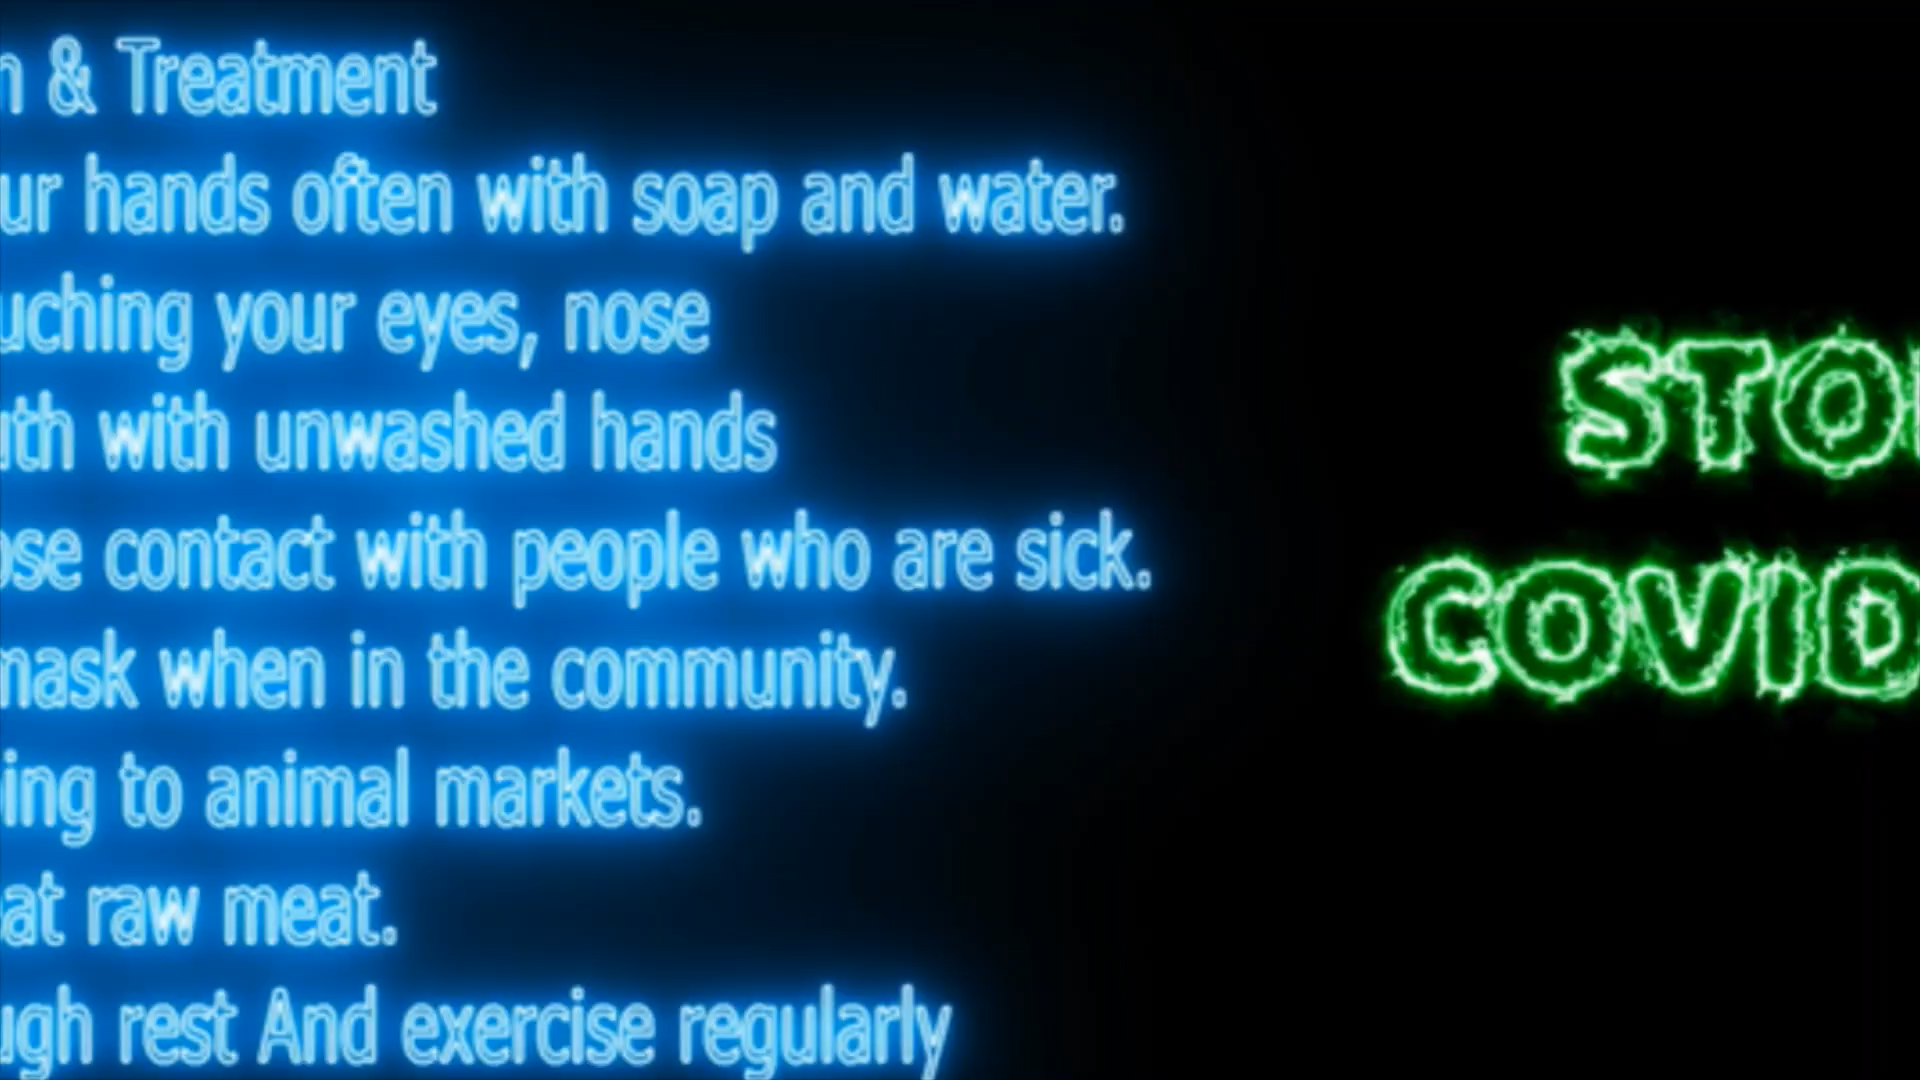 n & Treatment
ur hands often with soap and water.
uching your eyes, nose
uth with unwashed hands
ose contact with people who are sick.
mask when in the community.
ing to animal markets.
at raw meat.
ugh rest And exercise regularly
STOP
COVID